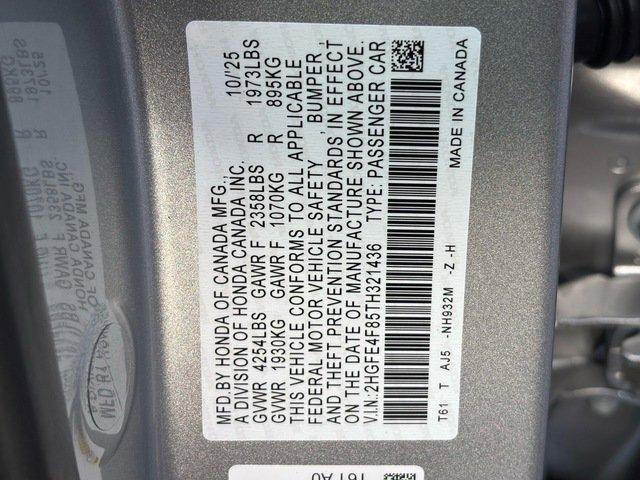 MFD.BY HONDA OF CANADA MFG., 10/'25
A DIVISION OF HONDA CANADA INC.
GVWR 4254LBS GAWR F 2358LBS R 1973LBS
GVWR 1930KG GAWR F 1070KG R 895KG
THIS VEHICLE CONFORMS TO ALL APPLICABLE
FEDERAL MOTOR VEHICLE SAFETY , BUMPER ,
AND THEFT PREVENTION STANDARDS IN EFFECT
ON THE DATE OF MANUFACTURE SHOWN ABOVE.
V.I.N.:2HGFE4F85TH321436 TYPE: PASSENGER CAR
T61 T AJ5 -NH932M -Z -H
MADE IN CANADA